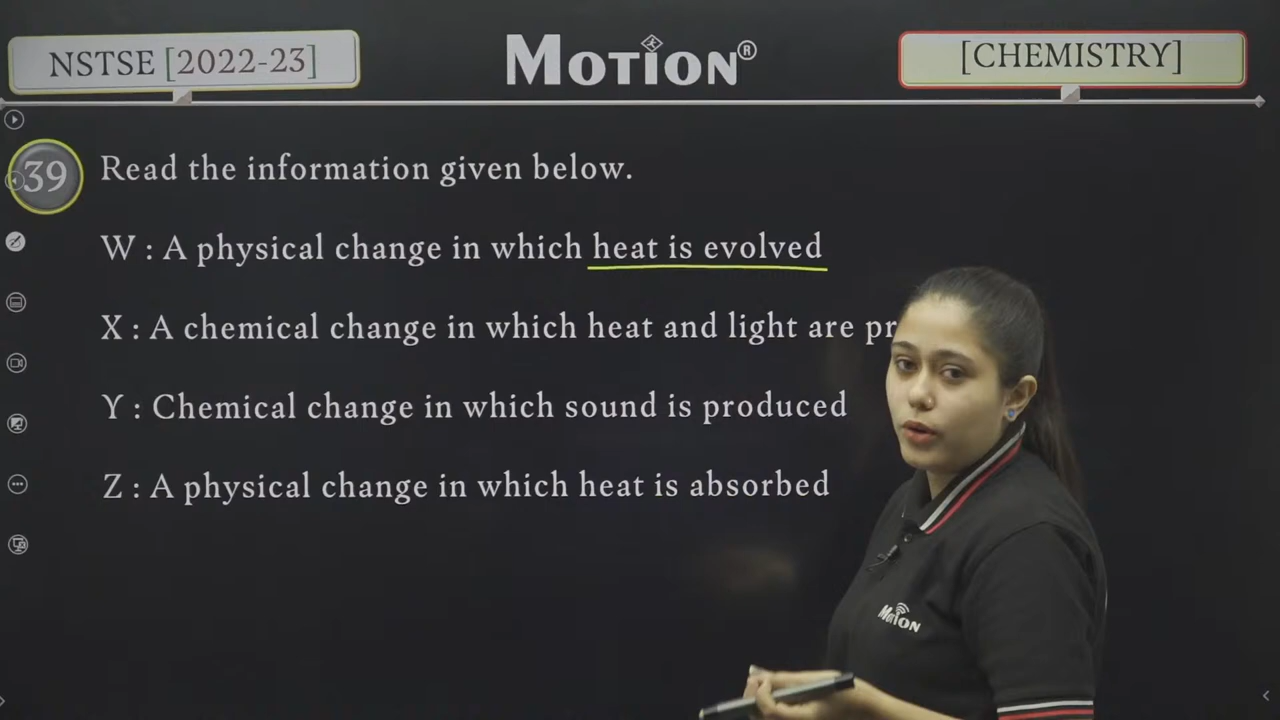 NSTSE [2022-23]
MOTION®
[CHEMISTRY]
39 Read the information given below.
W : A physical change in which heat is evolved
X : A chemical change in which heat and light are pr
Y : Chemical change in which sound is produced
Z : A physical change in which heat is absorbed
MOTION